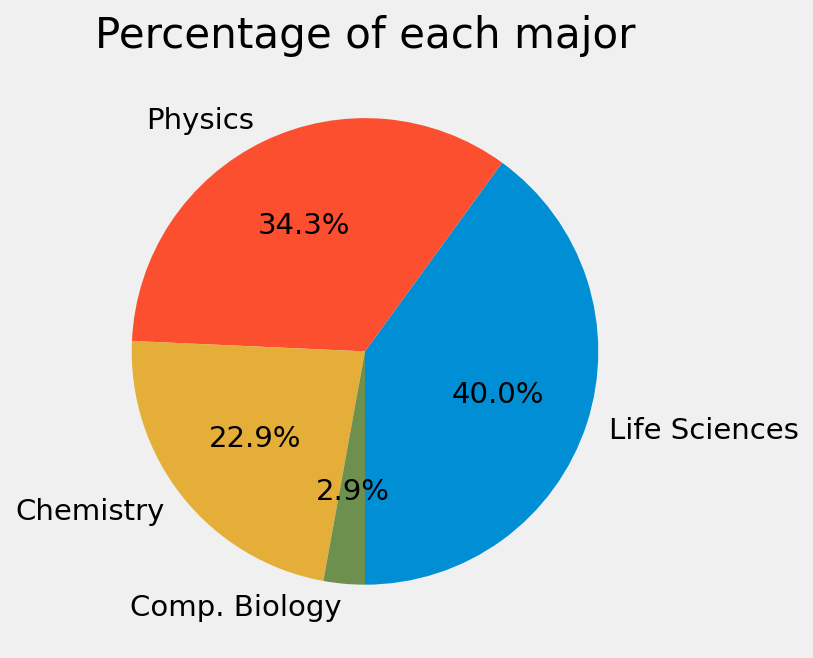 Percentage of each major
Physics
34.3%
40.0%
Life Sciences
22.9%
2.9%
Chemistry
Comp. Biology